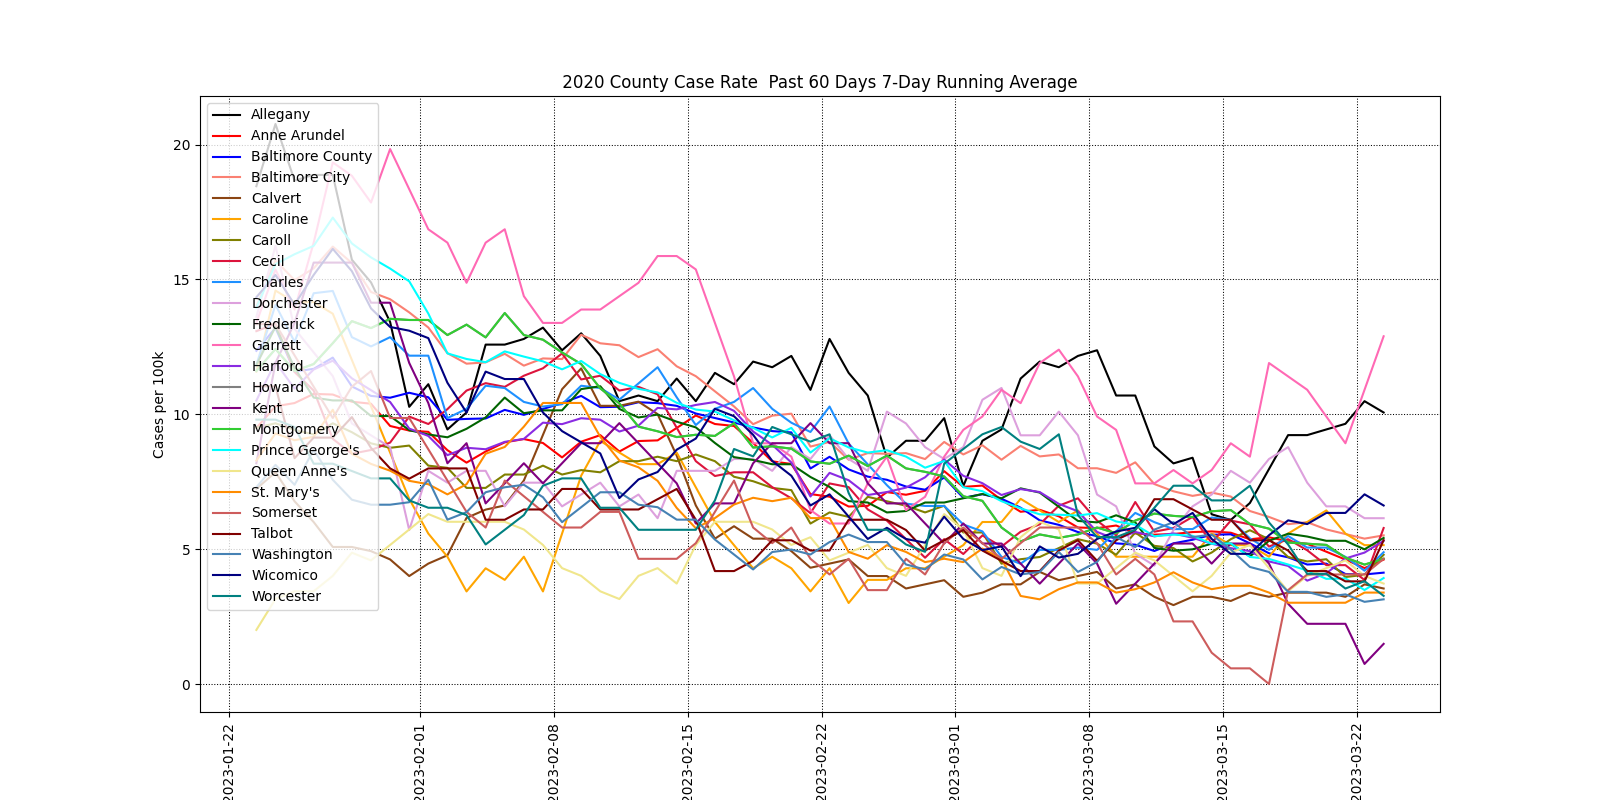 2020 County Case Rate  Past 60 Days 7-Day Running Average
Cases per 100k
20
15
10
5
0
Allegany
Anne Arundel
Baltimore County
Baltimore City
Calvert
Caroline
Caroll
Cecil
Charles
Dorchester
Frederick
Garrett
Harford
Howard
Kent
Montgomery
Prince George's
Queen Anne's
St. Mary's
Somerset
Talbot
Washington
Wicomico
Worcester
2023-01-22
2023-02-01
2023-02-08
2023-02-15
2023-02-22
2023-03-01
2023-03-08
2023-03-15
2023-03-22